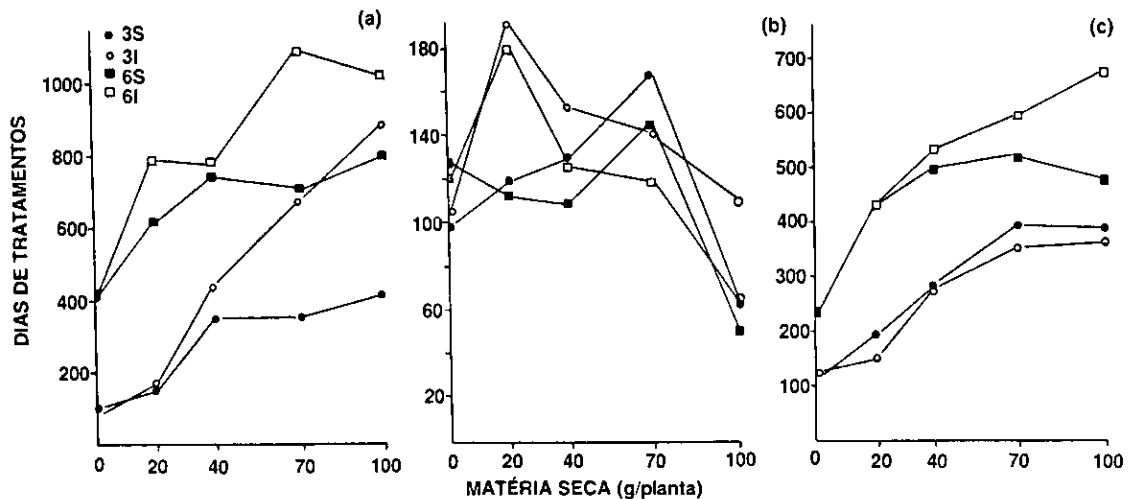 (a)
3S
3I
6S
6I
1000
800
600
400
200
0 20 40 70 100
(b)
180
140
100
60
20
0 20 40 70 100
(c)
700
600
500
400
300
200
100
0 20 40 70 100
DIAS DE TRATAMENTOS
MATÉRIA SECA (g/planta)